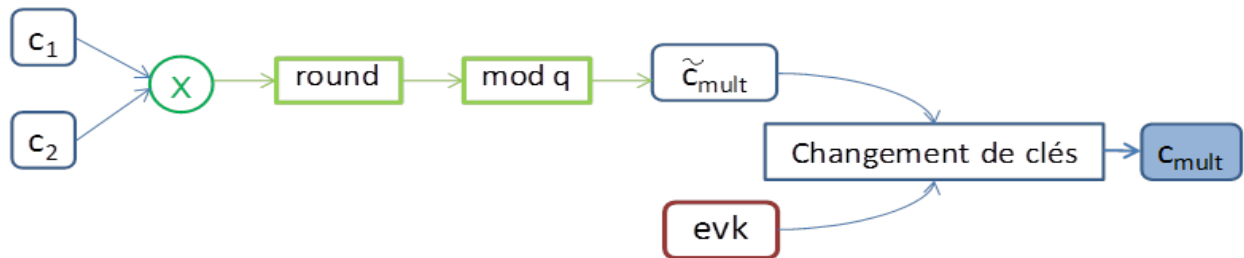 c₁
c₂
X
round
mod q
c̃mult
Changement de clés
evk
cmult